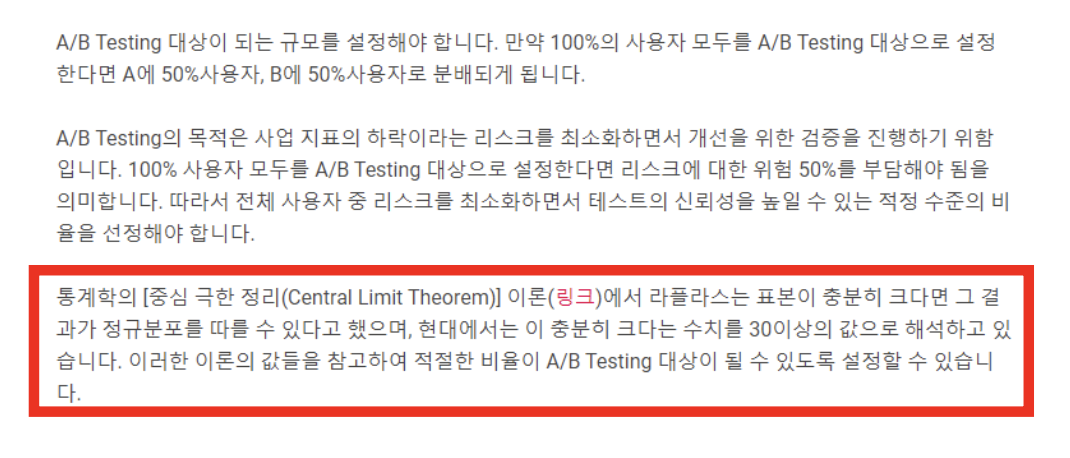 A/B Testing 대상이 되는 규모를 설정해야 합니다. 만약 100%의 사용자 모두를 A/B Testing 대상으로 설정
한다면 A에 50%사용자, B에 50%사용자로 분배되게 됩니다.
A/B Testing의 목적은 사업 지표의 하락이라는 리스크를 최소화하면서 개선을 위한 검증을 진행하기 위함
입니다. 100% 사용자 모두를 A/B Testing 대상으로 설정한다면 리스크에 대한 위험 50%를 부담해야 됨을
의미합니다. 따라서 전체 사용자 중 리스크를 최소화하면서 테스트의 신뢰성을 높일 수 있는 적정 수준의 비
율을 선정해야 합니다.
통계학의 [중심 극한 정리(Central Limit Theorem)] 이론(링크)에서 라플라스는 표본이 충분히 크다면 그 결
과가 정규분포를 따를 수 있다고 했으며, 현대에서는 이 충분히 크다는 수치를 30이상의 값으로 해석하고 있
습니다. 이러한 이론의 값들을 참고하여 적절한 비율이 A/B Testing 대상이 될 수 있도록 설정할 수 있습니
다.